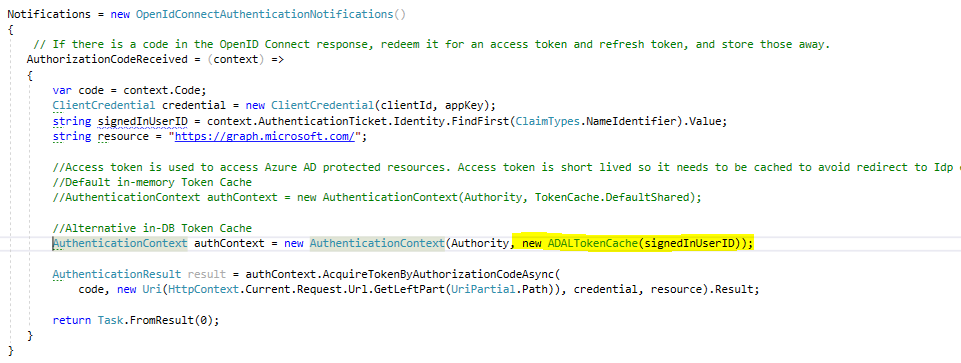 Notifications = new OpenIdConnectAuthenticationNotifications()
{
// If there is a code in the OpenID Connect response, redeem it for an access token and refresh token, and store those away.
AuthorizationCodeReceived = (context) =>
{
var code = context.Code;
ClientCredential credential = new ClientCredential(clientId, appKey);
string signedInUserID = context.AuthenticationTicket.Identity.FindFirst(ClaimTypes.NameIdentifier).Value;
string resource = "https://graph.microsoft.com/";
//Access token is used to access Azure AD protected resources. Access token is short lived so it needs to be cached to avoid redirect to Idp
//Default in-memory Token Cache
//AuthenticationContext authContext = new AuthenticationContext(Authority, TokenCache.DefaultShared);
//Alternative in-DB Token Cache
AuthenticationContext authContext = new AuthenticationContext(Authority, new ADALTokenCache(signedInUserID));
AuthenticationResult result = authContext.AcquireTokenByAuthorizationCodeAsync(
code, new Uri(HttpContext.Current.Request.Url.GetLeftPart(UriPartial.Path)), credential, resource).Result;
return Task.FromResult(0);
}
}